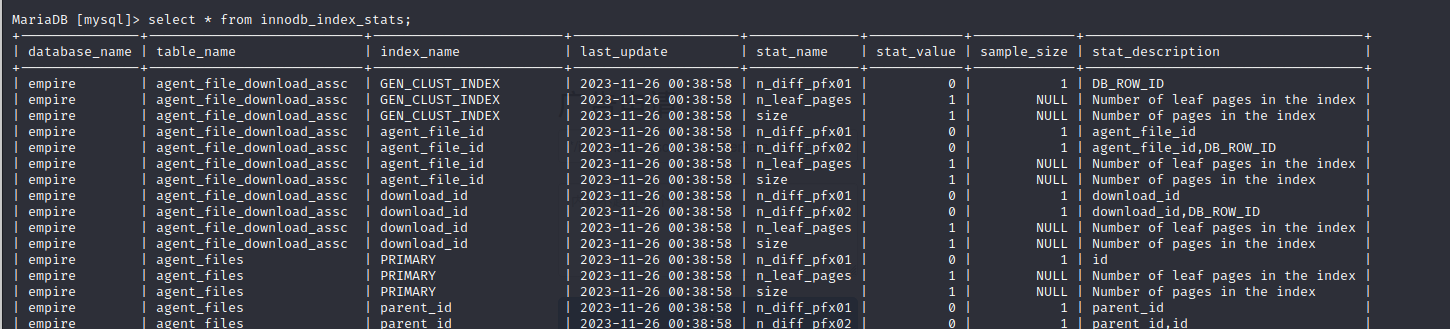 MariaDB [mysql]> select * from innodb_index_stats;
| database_name | table_name | index_name | last_update | stat_name | stat_value | sample_size | stat_description |
| empire | agent_file_download_assc | GEN_CLUST_INDEX | 2023-11-26 00:38:58 | n_diff_pfx01 | 0 | 1 | DB_ROW_ID |
| empire | agent_file_download_assc | GEN_CLUST_INDEX | 2023-11-26 00:38:58 | n_leaf_pages | 1 | NULL | Number of leaf pages in the index |
| empire | agent_file_download_assc | GEN_CLUST_INDEX | 2023-11-26 00:38:58 | size | 1 | NULL | Number of pages in the index |
| empire | agent_file_download_assc | agent_file_id | 2023-11-26 00:38:58 | n_diff_pfx01 | 0 | 1 | agent_file_id |
| empire | agent_file_download_assc | agent_file_id | 2023-11-26 00:38:58 | n_diff_pfx02 | 0 | 1 | agent_file_id,DB_ROW_ID |
| empire | agent_file_download_assc | agent_file_id | 2023-11-26 00:38:58 | n_leaf_pages | 1 | NULL | Number of leaf pages in the index |
| empire | agent_file_download_assc | agent_file_id | 2023-11-26 00:38:58 | size | 1 | NULL | Number of pages in the index |
| empire | agent_file_download_assc | download_id | 2023-11-26 00:38:58 | n_diff_pfx01 | 0 | 1 | download_id |
| empire | agent_file_download_assc | download_id | 2023-11-26 00:38:58 | n_diff_pfx02 | 0 | 1 | download_id,DB_ROW_ID |
| empire | agent_file_download_assc | download_id | 2023-11-26 00:38:58 | n_leaf_pages | 1 | NULL | Number of leaf pages in the index |
| empire | agent_file_download_assc | download_id | 2023-11-26 00:38:58 | size | 1 | NULL | Number of pages in the index |
| empire | agent_files | PRIMARY | 2023-11-26 00:38:58 | n_diff_pfx01 | 0 | 1 | id |
| empire | agent_files | PRIMARY | 2023-11-26 00:38:58 | n_leaf_pages | 1 | NULL | Number of leaf pages in the index |
| empire | agent_files | PRIMARY | 2023-11-26 00:38:58 | size | 1 | NULL | Number of pages in the index |
| empire | agent_files | parent_id | 2023-11-26 00:38:58 | n_diff_pfx01 | 0 | 1 | parent_id |
| empire | agent_files | parent_id | 2023-11-26 00:38:58 | n_diff_pfx02 | 0 | 1 | parent_id,id |